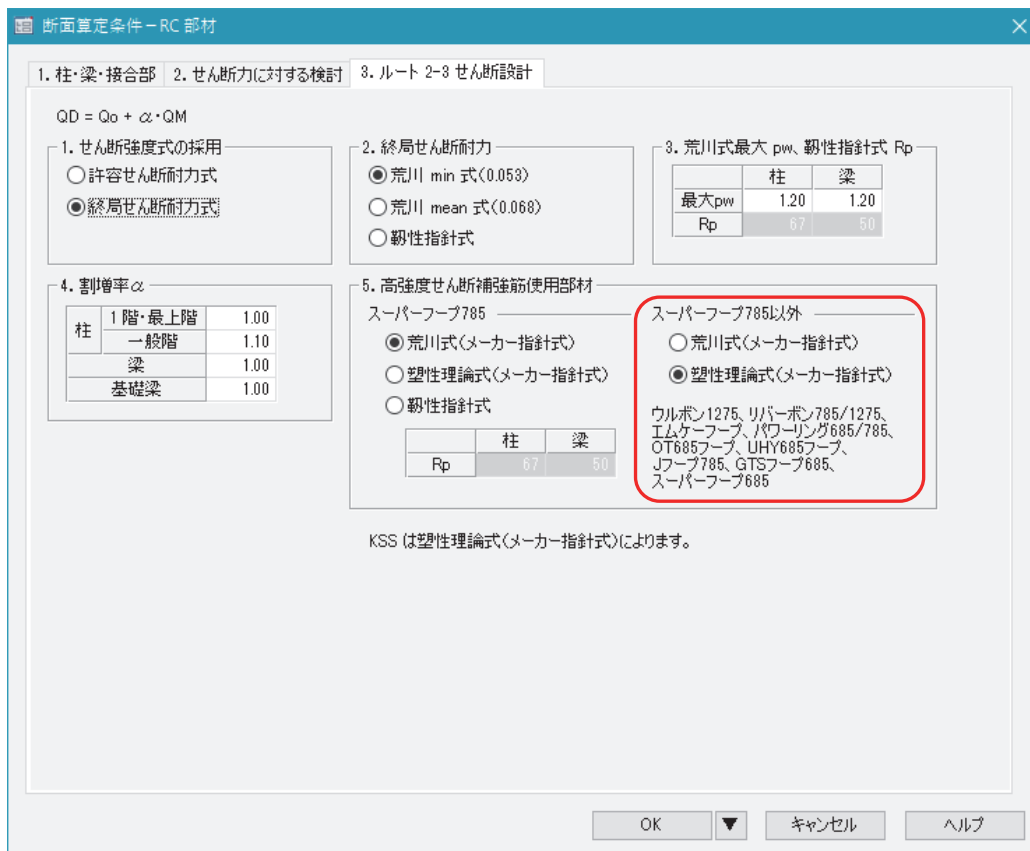 断面算定条件－RC 部材
1. 柱・梁・接合部 2. せん断力に対する検討 3. ルート 2-3 せん断設計
QD = Qo + α・QM
1. せん断強度式の採用
許容せん断耐力式
終局せん断耐力式
2. 終局せん断耐力
荒川 min 式(0.053)
荒川 mean 式(0.068)
靱性指針式
3. 荒川式最大 pw、靱性指針式 Rp
柱 梁
最大pw 1.20 1.20
Rp 67 50
4. 割増率α
柱 1 階・最上階 1.00
一般階 1.10
梁 1.00
基礎梁 1.00
5. 高強度せん断補強筋使用部材
スーパーフープ785
荒川式(メーカー指針式)
塑性理論式(メーカー指針式)
靱性指針式
柱 梁
Rp 67 50
スーパーフープ785以外
荒川式(メーカー指針式)
塑性理論式(メーカー指針式)
ウルボン1275、リバーボン785/1275、
エムケーフープ、パワーリング685/785、
OT685フープ、UHY685フープ、
Jフープ785、GTSフープ685、
スーパーフープ685
KSS は塑性理論式(メーカー指針式)によります。
OK ▼ キャンセル ヘルプ